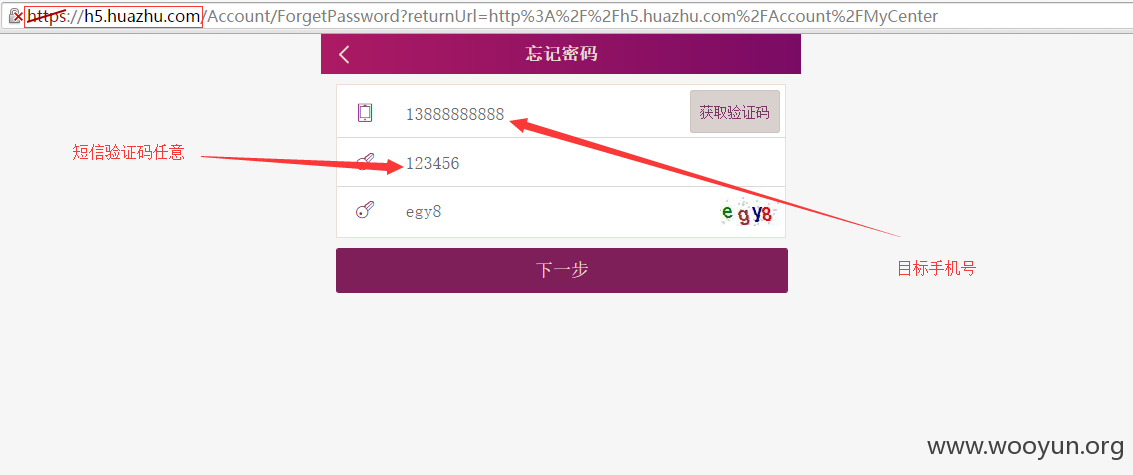 https://h5.huazhu.com/Account/ForgetPassword?returnUrl=http%3A%2F%2Fh5.huazhu.com%2FAccount%2FMyCenter
忘记密码
13888888888
获取验证码
短信验证码任意
123456
egy8
egy8
下一步
目标手机号
www.wooyun.org